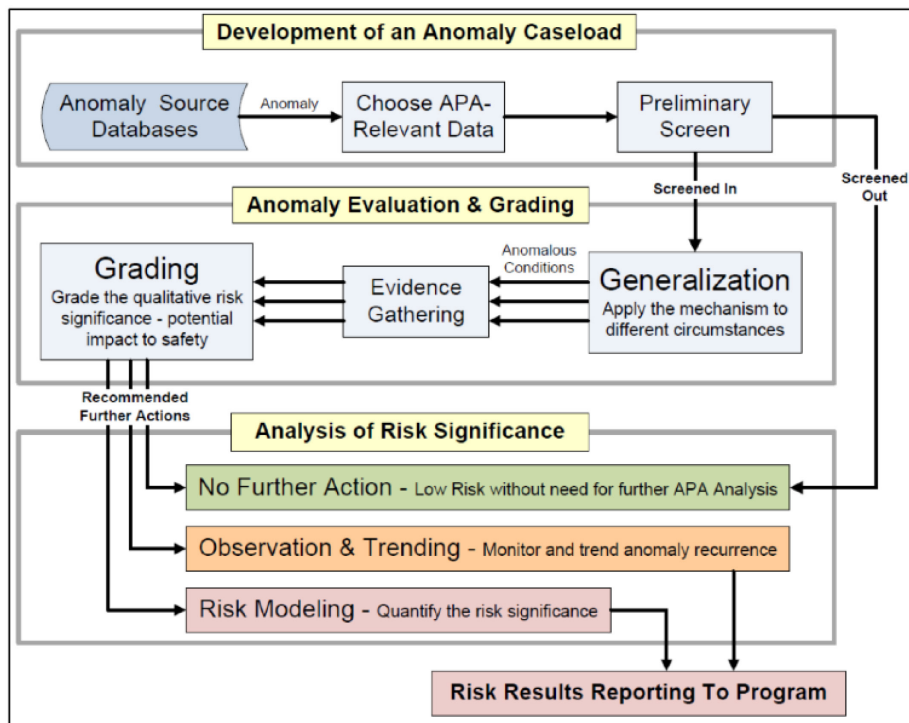 Development of an Anomaly Caseload
Anomaly Source
Databases
Anomaly
Choose APA-
Relevant Data
Preliminary
Screen
Screened In
Screened
Out
Anomaly Evaluation & Grading
Grading
Grade the qualitative risk
significance - potential
impact to safety
Evidence
Gathering
Anomalous
Conditions
Generalization
Apply the mechanism to
different circumstances
Recommended
Further Actions
Analysis of Risk Significance
No Further Action - Low Risk without need for further APA Analysis
Observation & Trending - Monitor and trend anomaly recurrence
Risk Modeling - Quantify the risk significance
Risk Results Reporting To Program